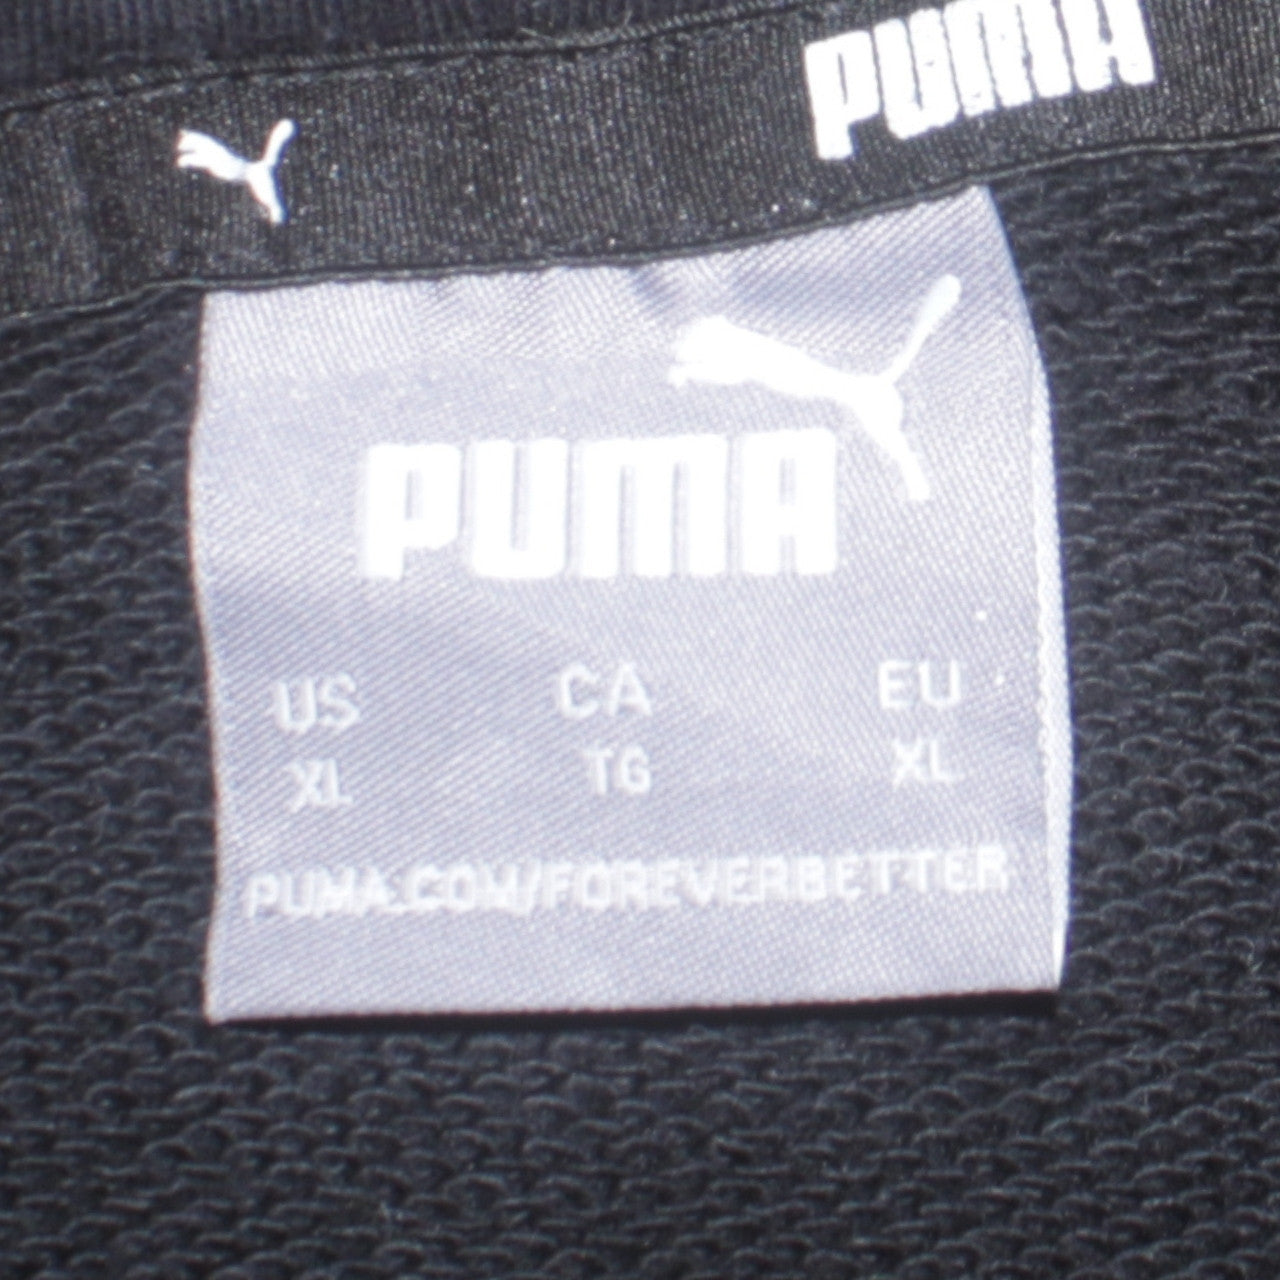 PUMA
PUMA
US CA EU
XL TG XL
PUMA.COM/FOREVERBETTER